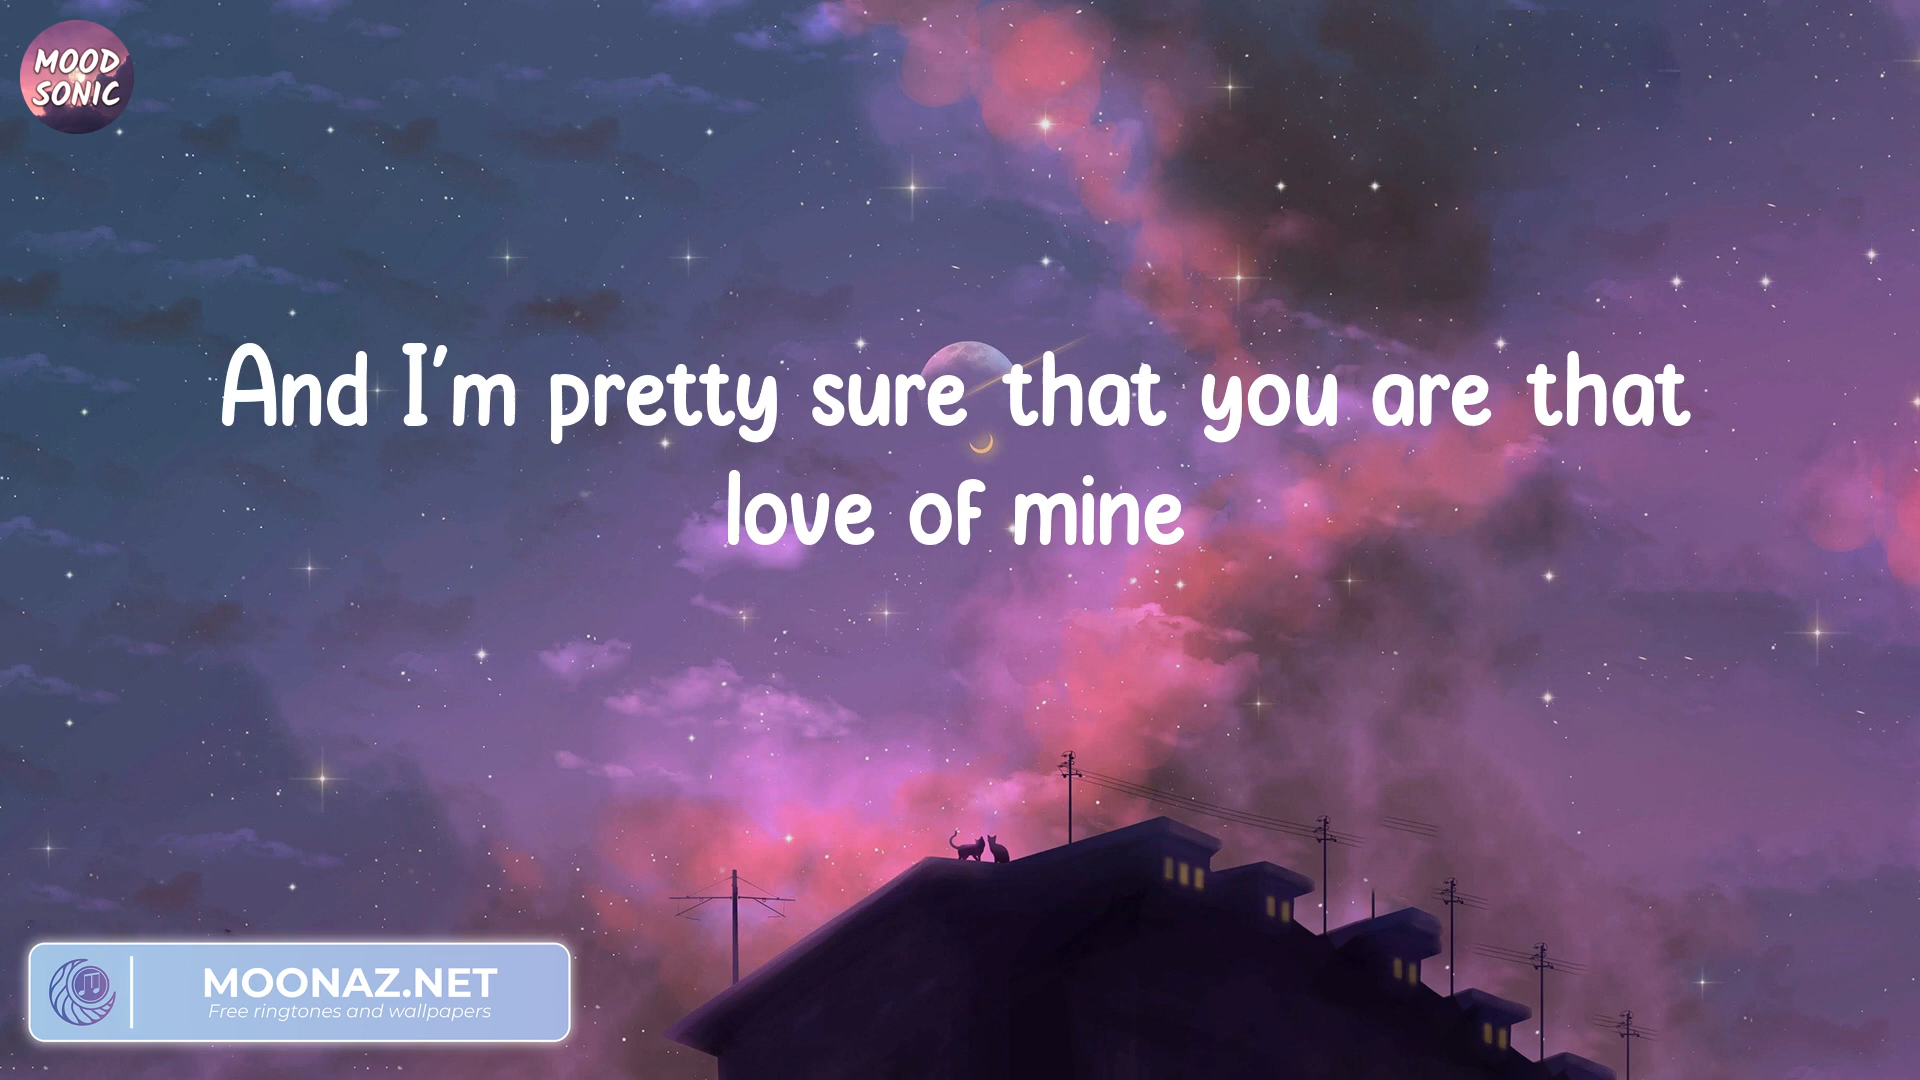 MOOD
SONIC
And I'm pretty sure that you are that
love of mine
MOONAZ.NET
Free ringtones and wallpapers